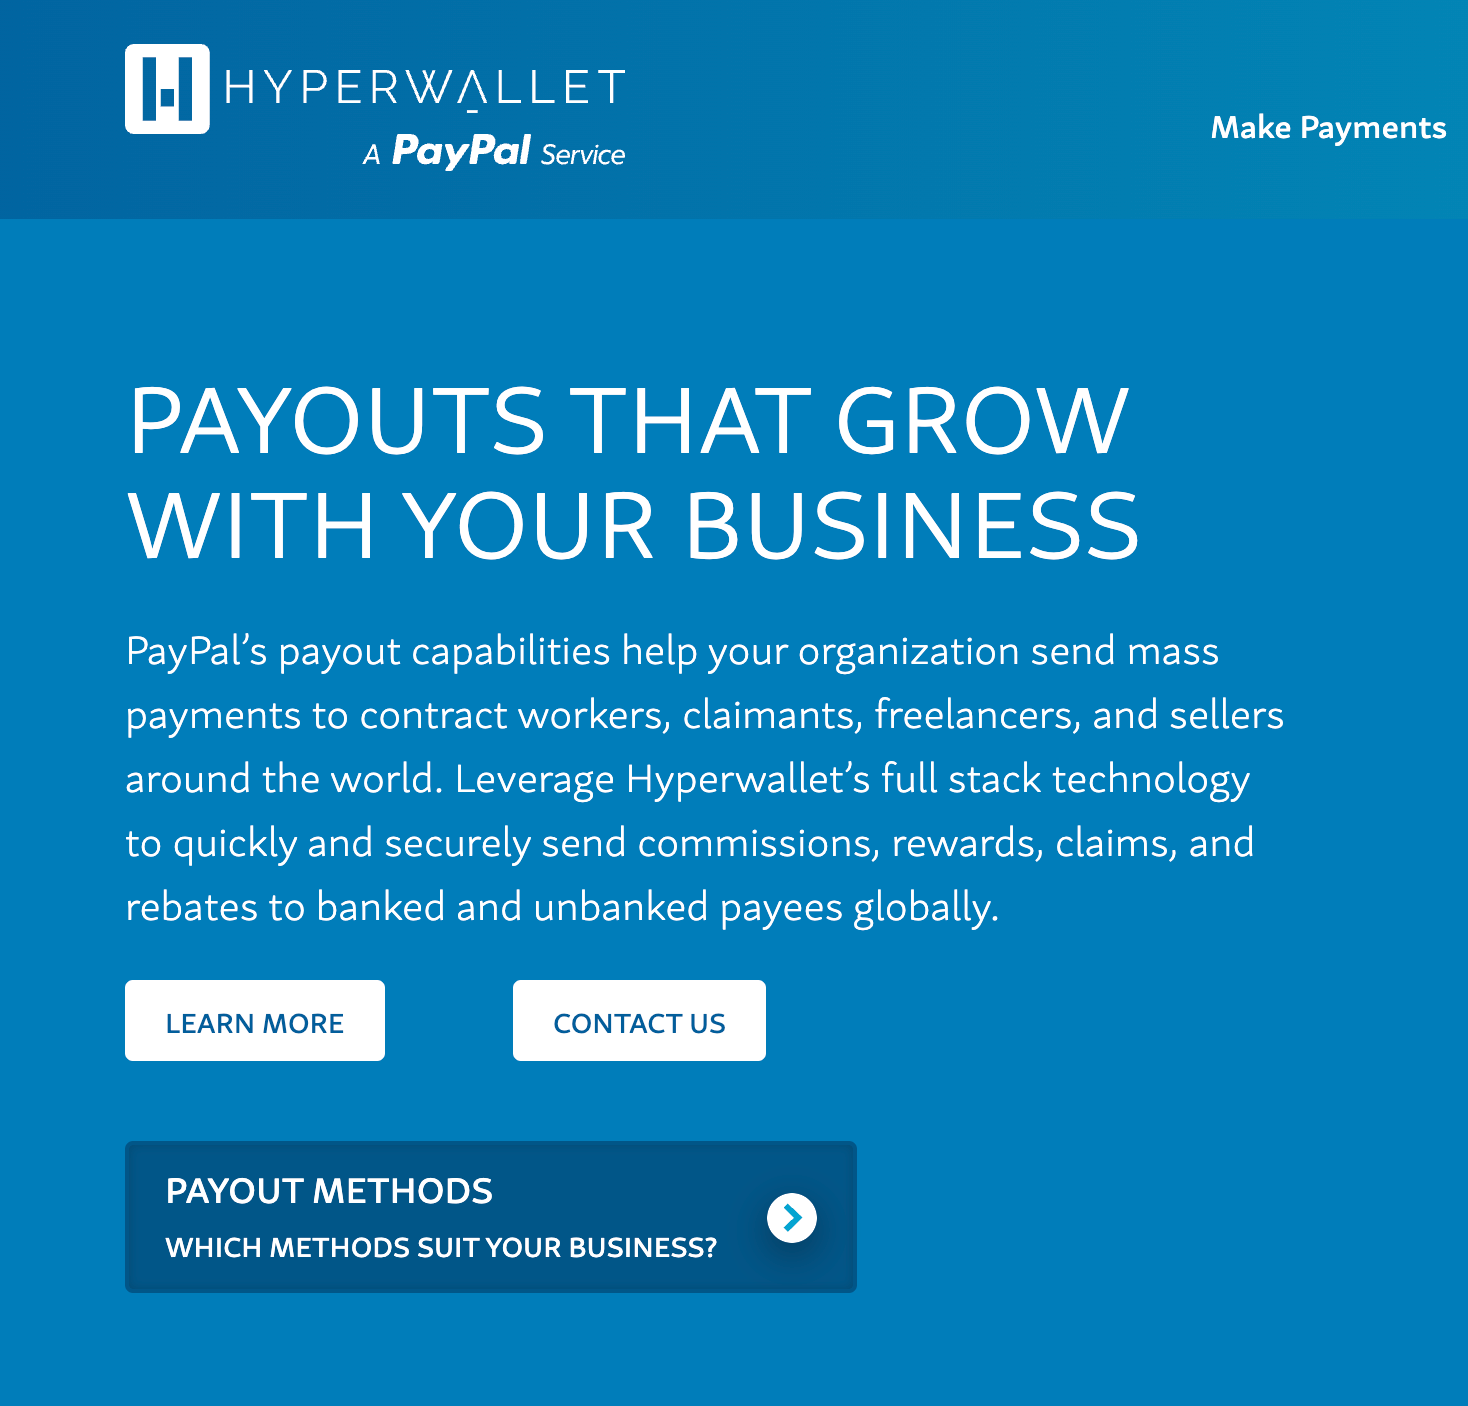 HYPERWALLET
A PayPal Service
Make Payments
PAYOUTS THAT GROW
WITH YOUR BUSINESS
PayPal’s payout capabilities help your organization send mass
payments to contract workers, claimants, freelancers, and sellers
around the world. Leverage Hyperwallet’s full stack technology
to quickly and securely send commissions, rewards, claims, and
rebates to banked and unbanked payees globally.
LEARN MORE
CONTACT US
PAYOUT METHODS
WHICH METHODS SUIT YOUR BUSINESS?